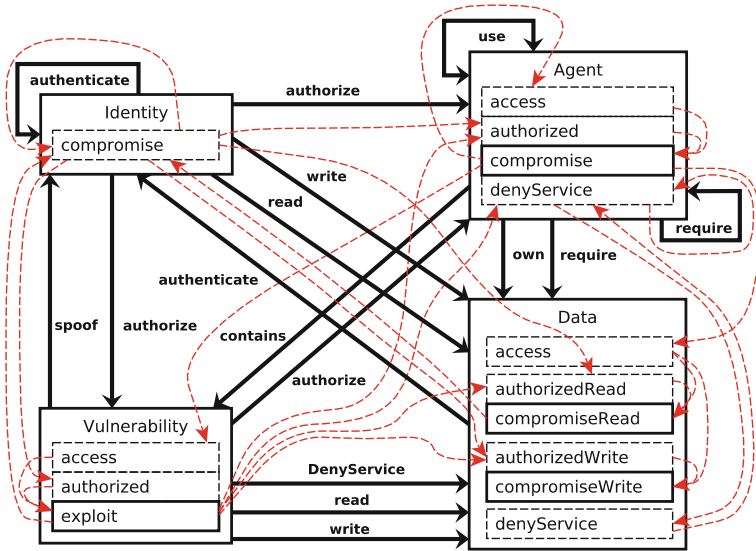 use
authenticate
Agent
authorize
access
Identity
authorized
compromise
compromise
write
denyService
read
own
require
require
authenticate
Data
spoof
authorize
contains
access
authorize
authorizedRead
compromiseRead
Vulnerability
access
authorizedWrite
DenyService
authorized
compromiseWrite
read
exploit
denyService
write